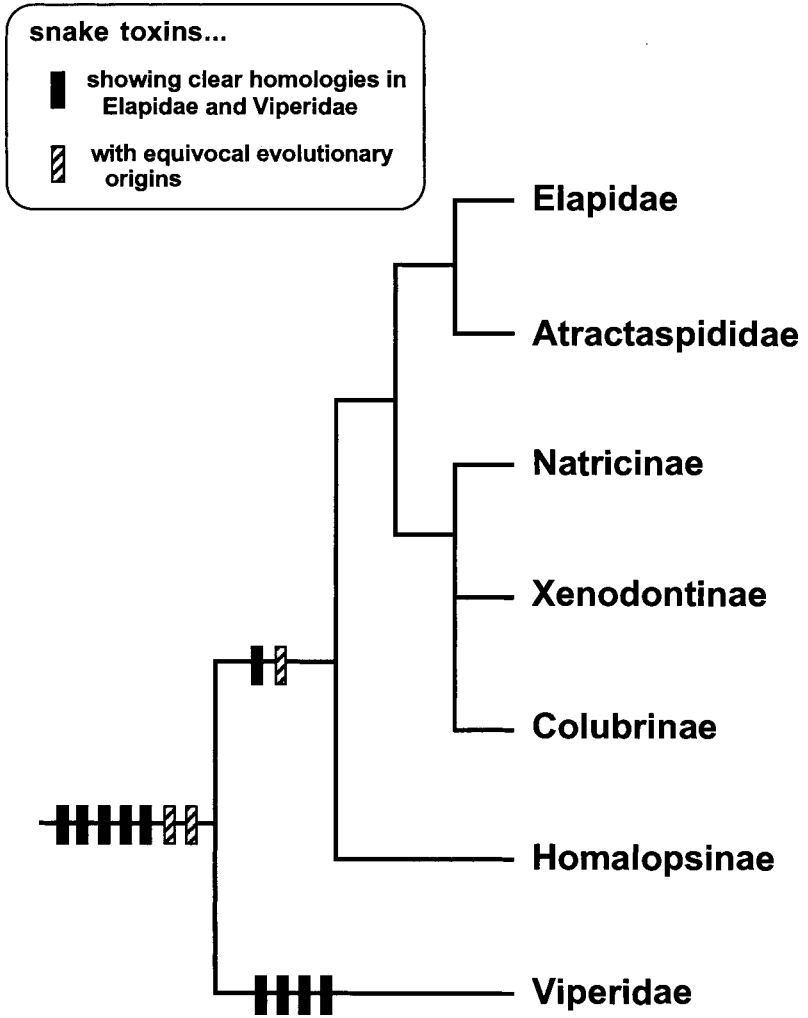 snake toxins...
showing clear homologies in
Elapidae and Viperidae
with equivocal evolutionary
origins
Elapidae
Atractaspididae
Natricinae
Xenodontinae
Colubrinae
Homalopsinae
Viperidae